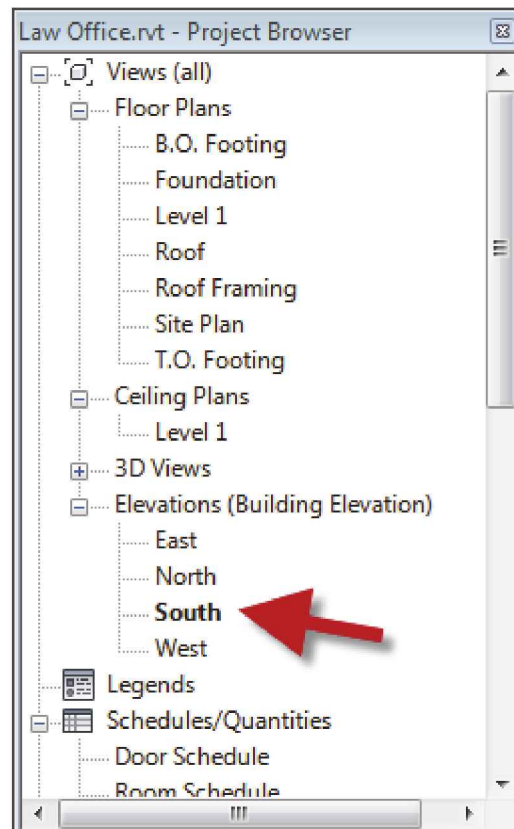 Law Office.rvt - Project Browser
Views (all)
Floor Plans
B.O. Footing
Foundation
Level 1
Roof
Roof Framing
Site Plan
T.O. Footing
Ceiling Plans
Level 1
3D Views
Elevations (Building Elevation)
East
North
South
West
Legends
Schedules/Quantities
Door Schedule
Room Schedule